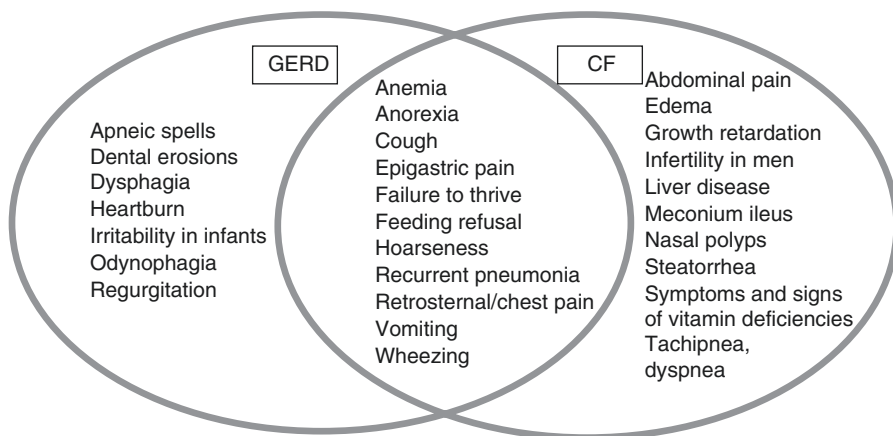 GERD
Apneic spells
Dental erosions
Dysphagia
Heartburn
Irritability in infants
Odynophagia
Regurgitation
Anemia
Anorexia
Cough
Epigastric pain
Failure to thrive
Feeding refusal
Hoarseness
Recurrent pneumonia
Retrosternal/chest pain
Vomiting
Wheezing
CF
Abdominal pain
Edema
Growth retardation
Infertility in men
Liver disease
Meconium ileus
Nasal polyps
Steatorrhea
Symptoms and signs
of vitamin deficiencies
Tachipnea,
dyspnea